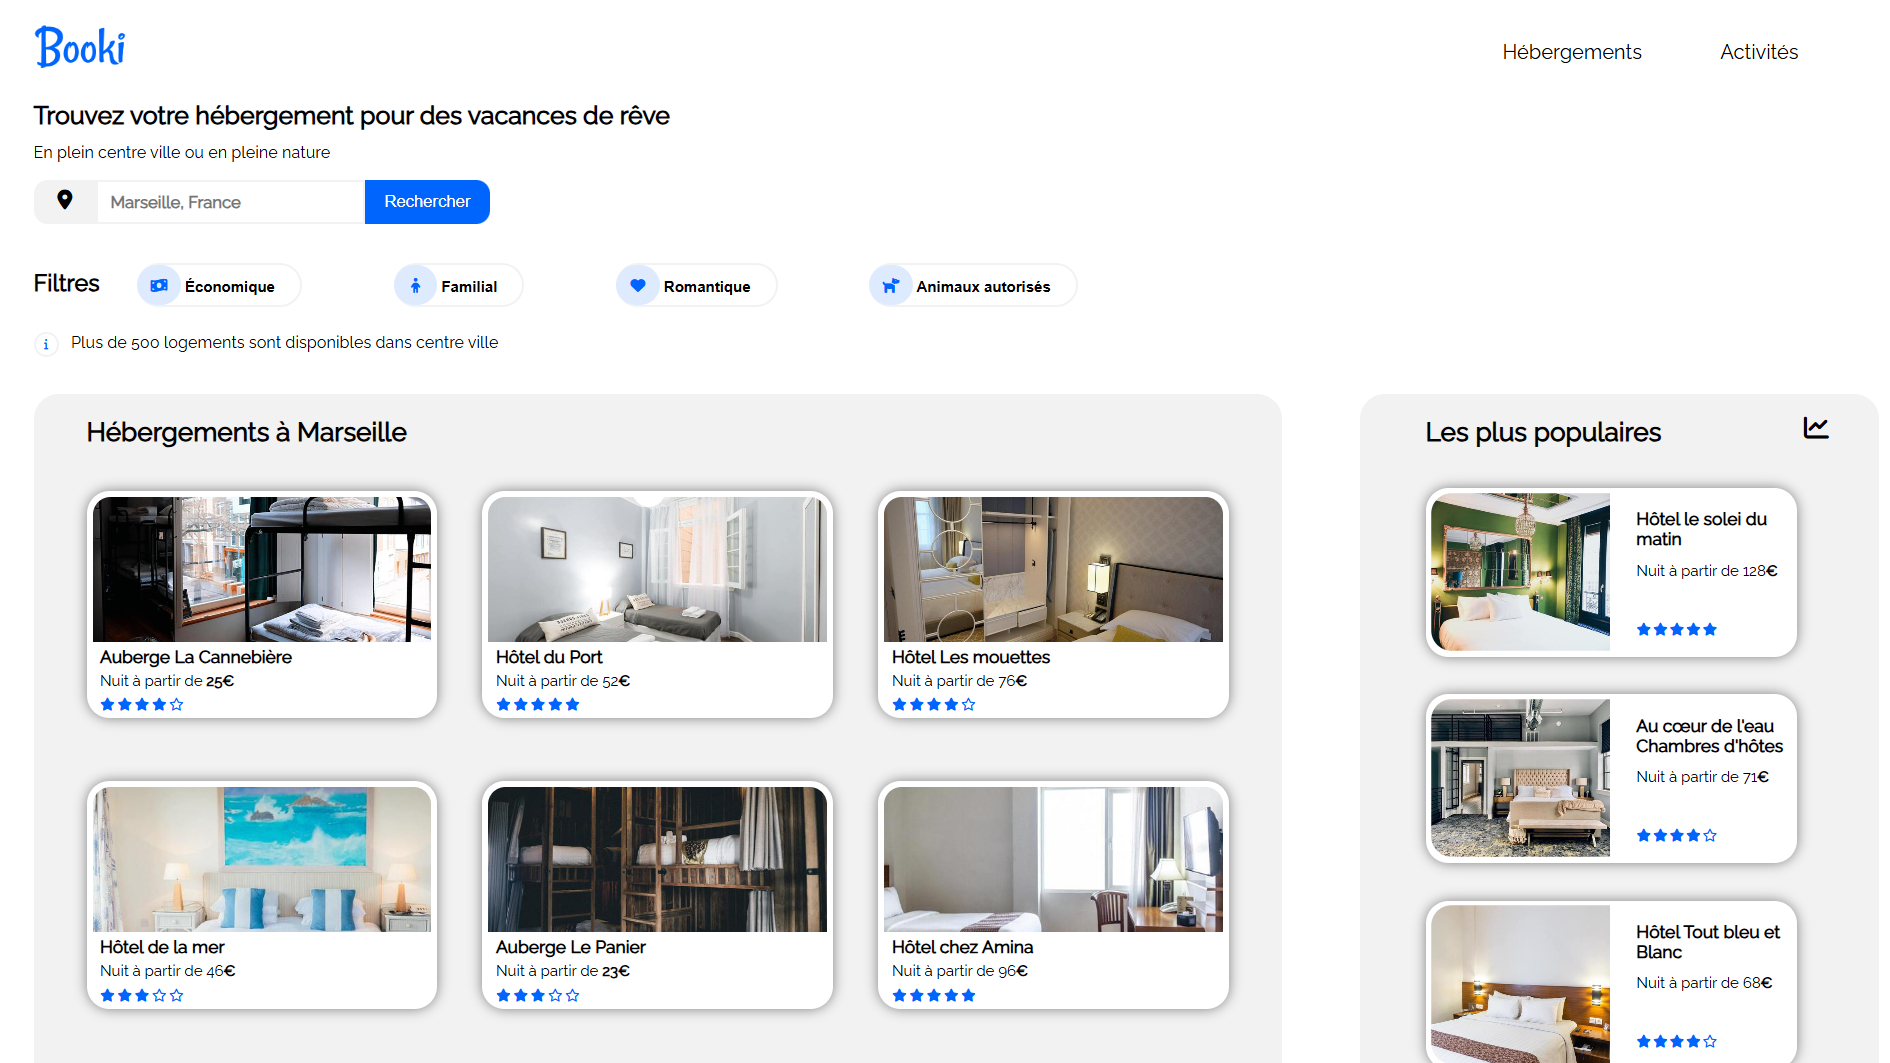 Booki
Hébergements
Activités
Trouvez votre hébergement pour des vacances de rêve
En plein centre ville ou en pleine nature
Marseille, France
Rechercher
Filtres
Économique
Familial
Romantique
Animaux autorisés
Plus de 500 logements sont disponibles dans centre ville
Hébergements à Marseille
Auberge La Cannebière
Nuit à partir de 25€
Hôtel du Port
Nuit à partir de 52€
Hôtel Les mouettes
Nuit à partir de 76€
Hôtel de la mer
Nuit à partir de 46€
Auberge Le Panier
Nuit à partir de 23€
Hôtel chez Amina
Nuit à partir de 96€
Les plus populaires
Hôtel le solei du
matin
Nuit à partir de 128€
Au cœur de l'eau
Chambres d'hôtes
Nuit à partir de 71€
Hôtel Tout bleu et
Blanc
Nuit à partir de 68€